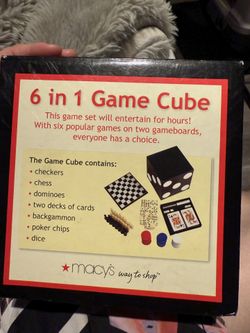 6 in 1 Game Cube
This game set will entertain for hours!
With six popular games on two gameboards,
everyone has a choice.
The Game Cube contains:
• checkers
• chess
• dominoes
• two decks of cards
• backgammon
• poker chips
• dice
★macy's way to shop™